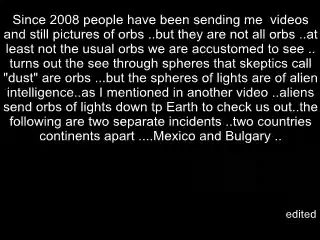 Since 2008 people have been sending me videos
and still pictures of orbs ..but they are not all orbs ..at
least not the usual orbs we are accustomed to see ..
turns out the see through spheres that skeptics call
"dust" are orbs ...but the spheres of lights are of alien
intelligence..as I mentioned in another video ..aliens
send orbs of lights down tp Earth to check us out..the
following are two separate incidents ..two countries
continents apart ....Mexico and Bulgary ..
edited